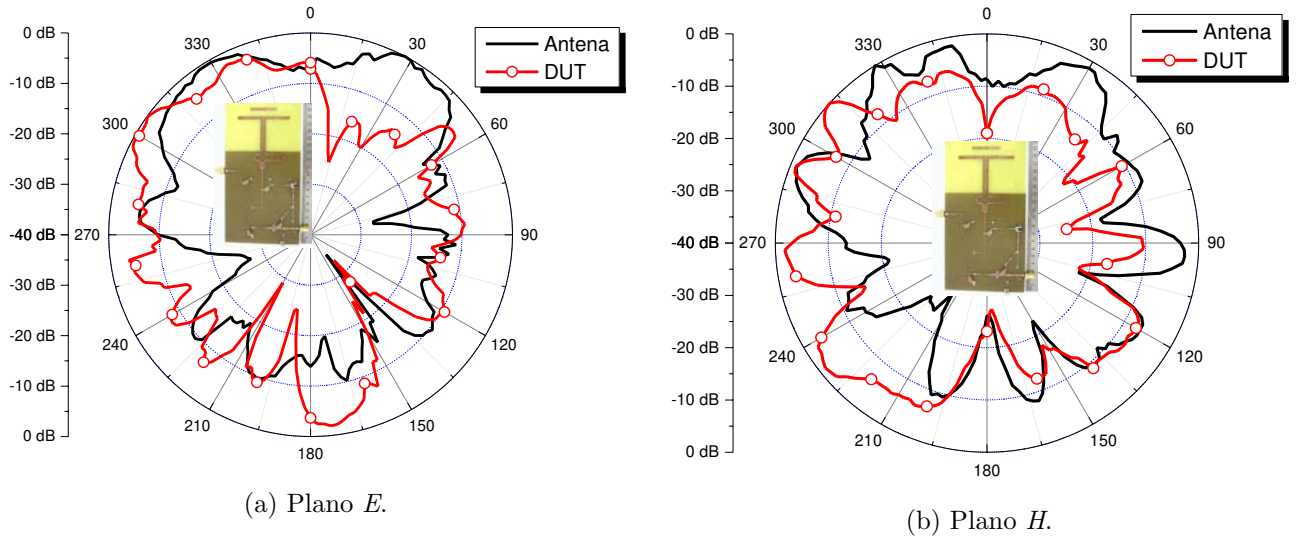 0
0 dB
-10 dB
-20 dB
-30 dB
-40 dB
-30 dB
-20 dB
-10 dB
0 dB
330
30
300
60
270
90
240
120
210
150
180
Antena
DUT
(a) Plano E.
0
0 dB
-10 dB
-20 dB
-30 dB
-40 dB
-30 dB
-20 dB
-10 dB
0 dB
330
30
300
60
270
90
240
120
210
150
180
Antena
DUT
(b) Plano H.